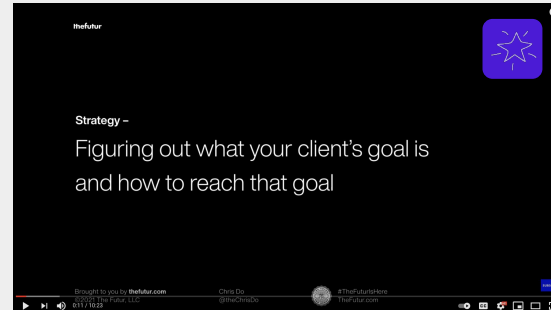 thefutur
Strategy –
Figuring out what your client's goal is
and how to reach that goal
Brought to you by thefutur.com
©2021 The Futur, LLC
Chris Do
@theChrisDo
#TheFuturIsHere
TheFutur.com
0:11 / 10:23
CC